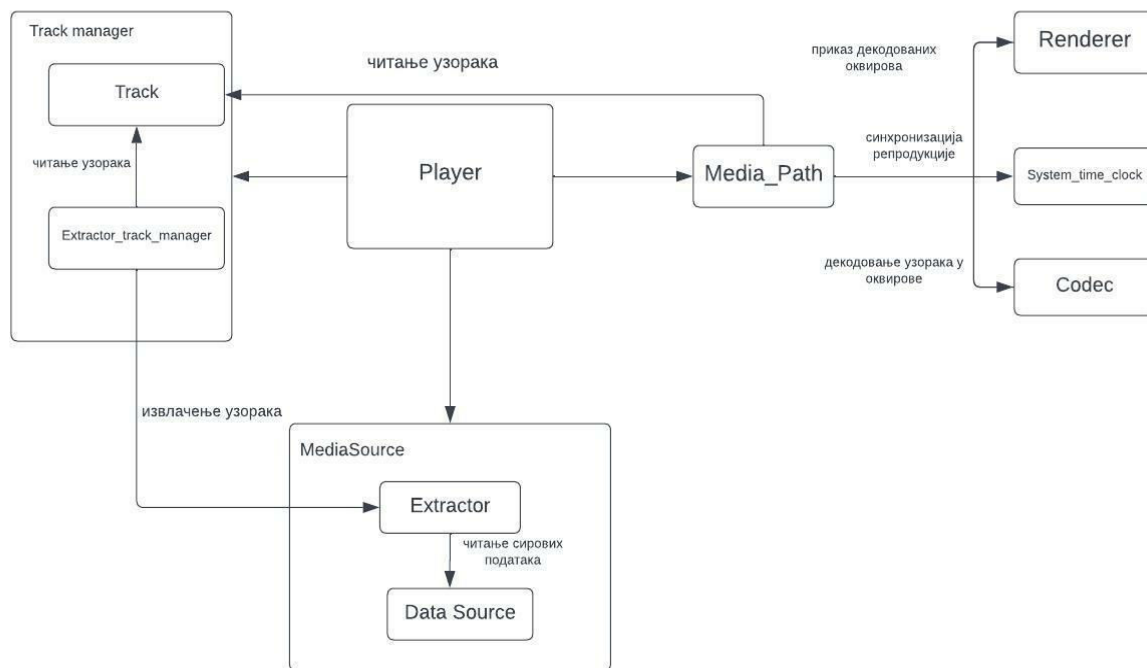 Track manager
Track
читање узорака
Extractor_track_manager
читање узорака
Player
Media_Path
приказ декодованих
оквирова
Renderer
синхронизација
репродукције
System_time_clock
декодовање узорака у
оквирове
Codec
извлачење узорака
MediaSource
Extractor
читање сирових
података
Data Source